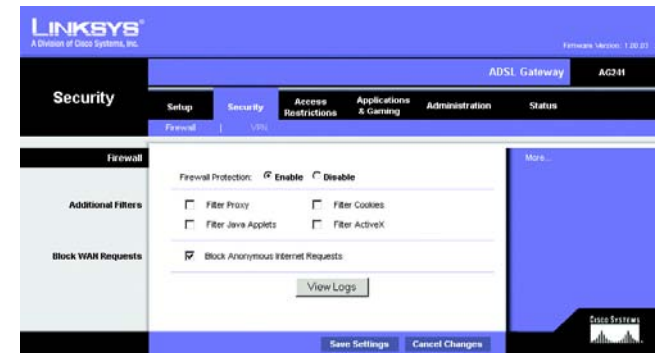 LINKSYS®
A Division of Cisco Systems, Inc.
Firmware Version: 1.00.03
ADSL Gateway AG241
Security
Setup Security Access Restrictions Applications & Gaming Administration Status
Firewall | VPN
Firewall
Firewall Protection: Enable Disable
More...
Additional Filters
Filter Proxy Filter Cookies
Filter Java Applets Filter ActiveX
Block WAN Requests
Block Anonymous Internet Requests
View Logs
Save Settings Cancel Changes
Cisco Systems